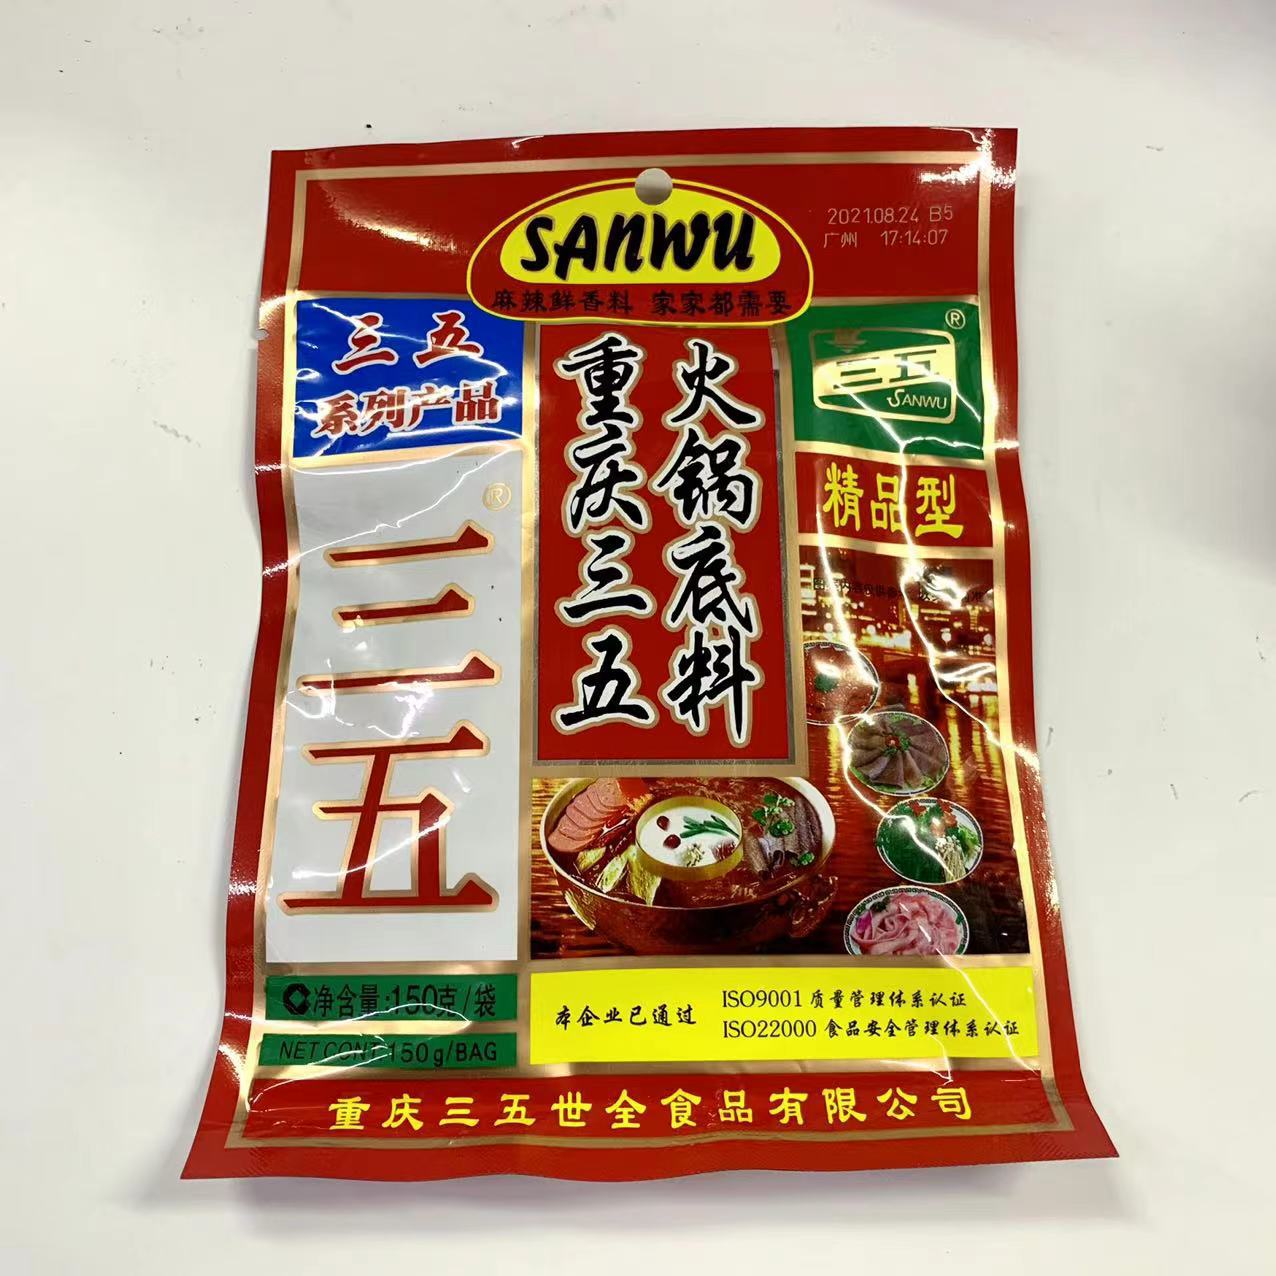 SANWU
麻辣鲜香料 家家都需要
2021.08.24 B5
广州 17:14:07
三五
系列产品
®
三五
重庆三五
火锅底料
®
三五
SANWU
精品型
净含量:150克/袋
NET CONT:150g/BAG
本企业已通过
ISO9001 质量管理体系认证
ISO22000 食品安全管理体系认证
重庆三五世全食品有限公司